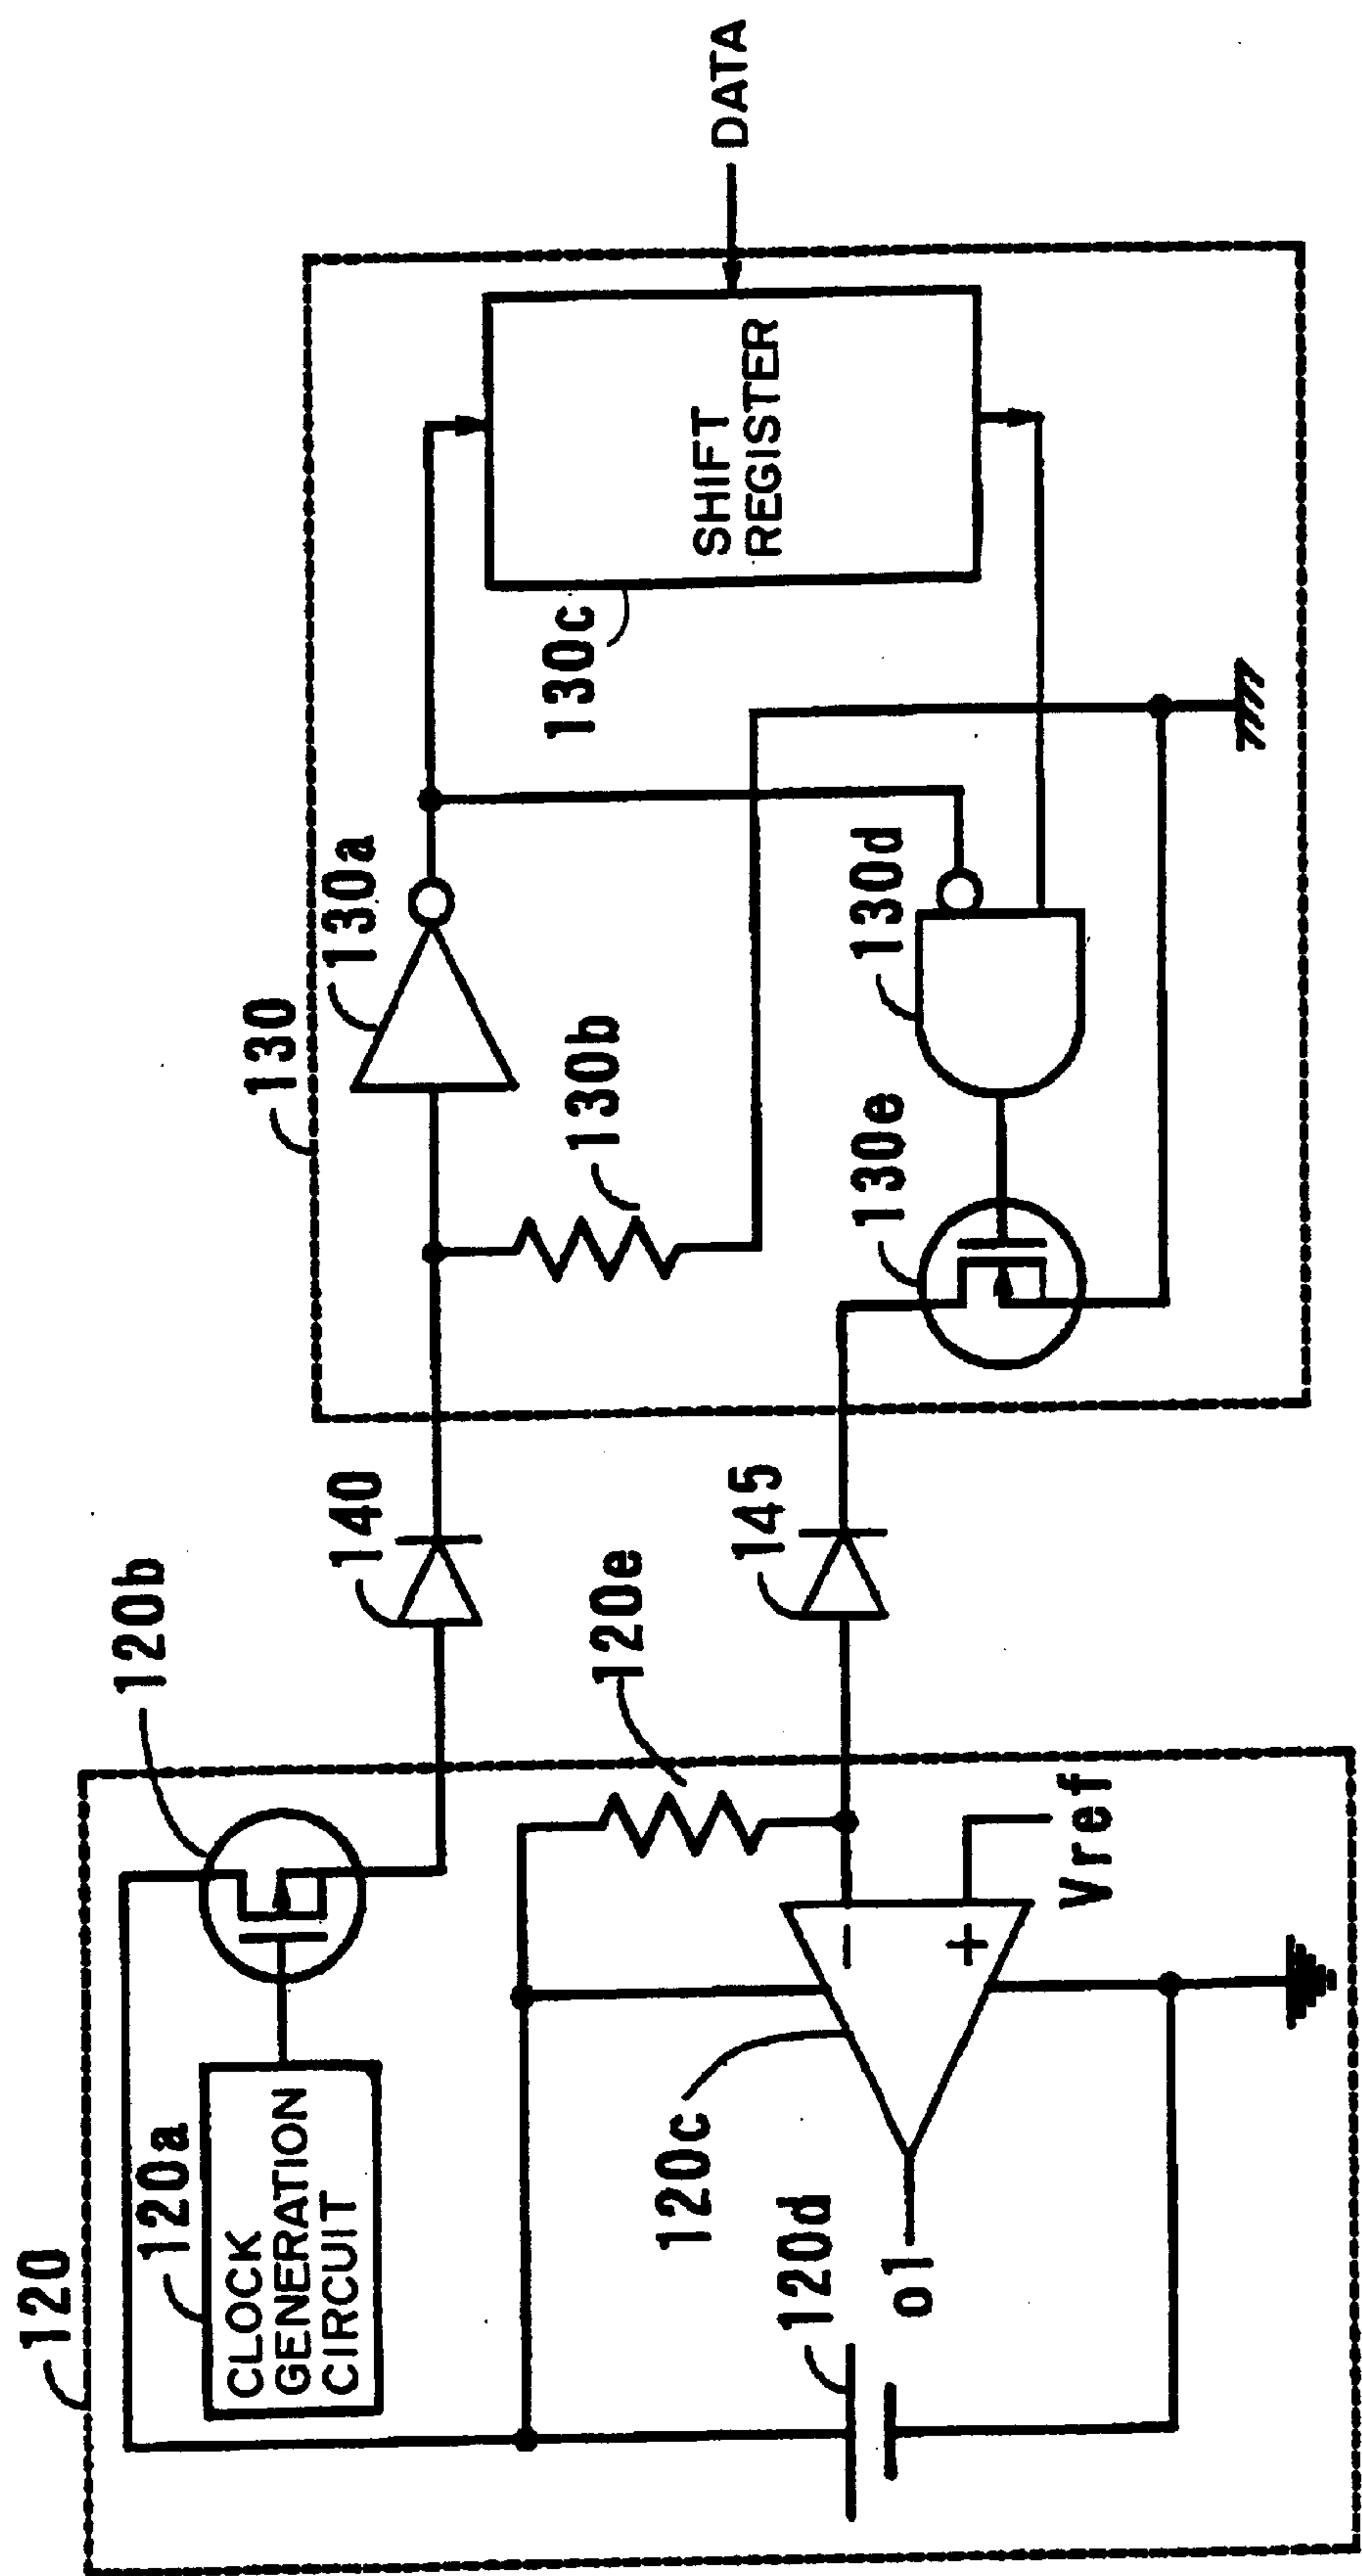 120
120a
CLOCK
GENERATION
CIRCUIT
120b
140
130
130a
130b
130c
SHIFT
REGISTER
DATA
120c
120d
o1
−
+
Vref
120e
145
130e
130d